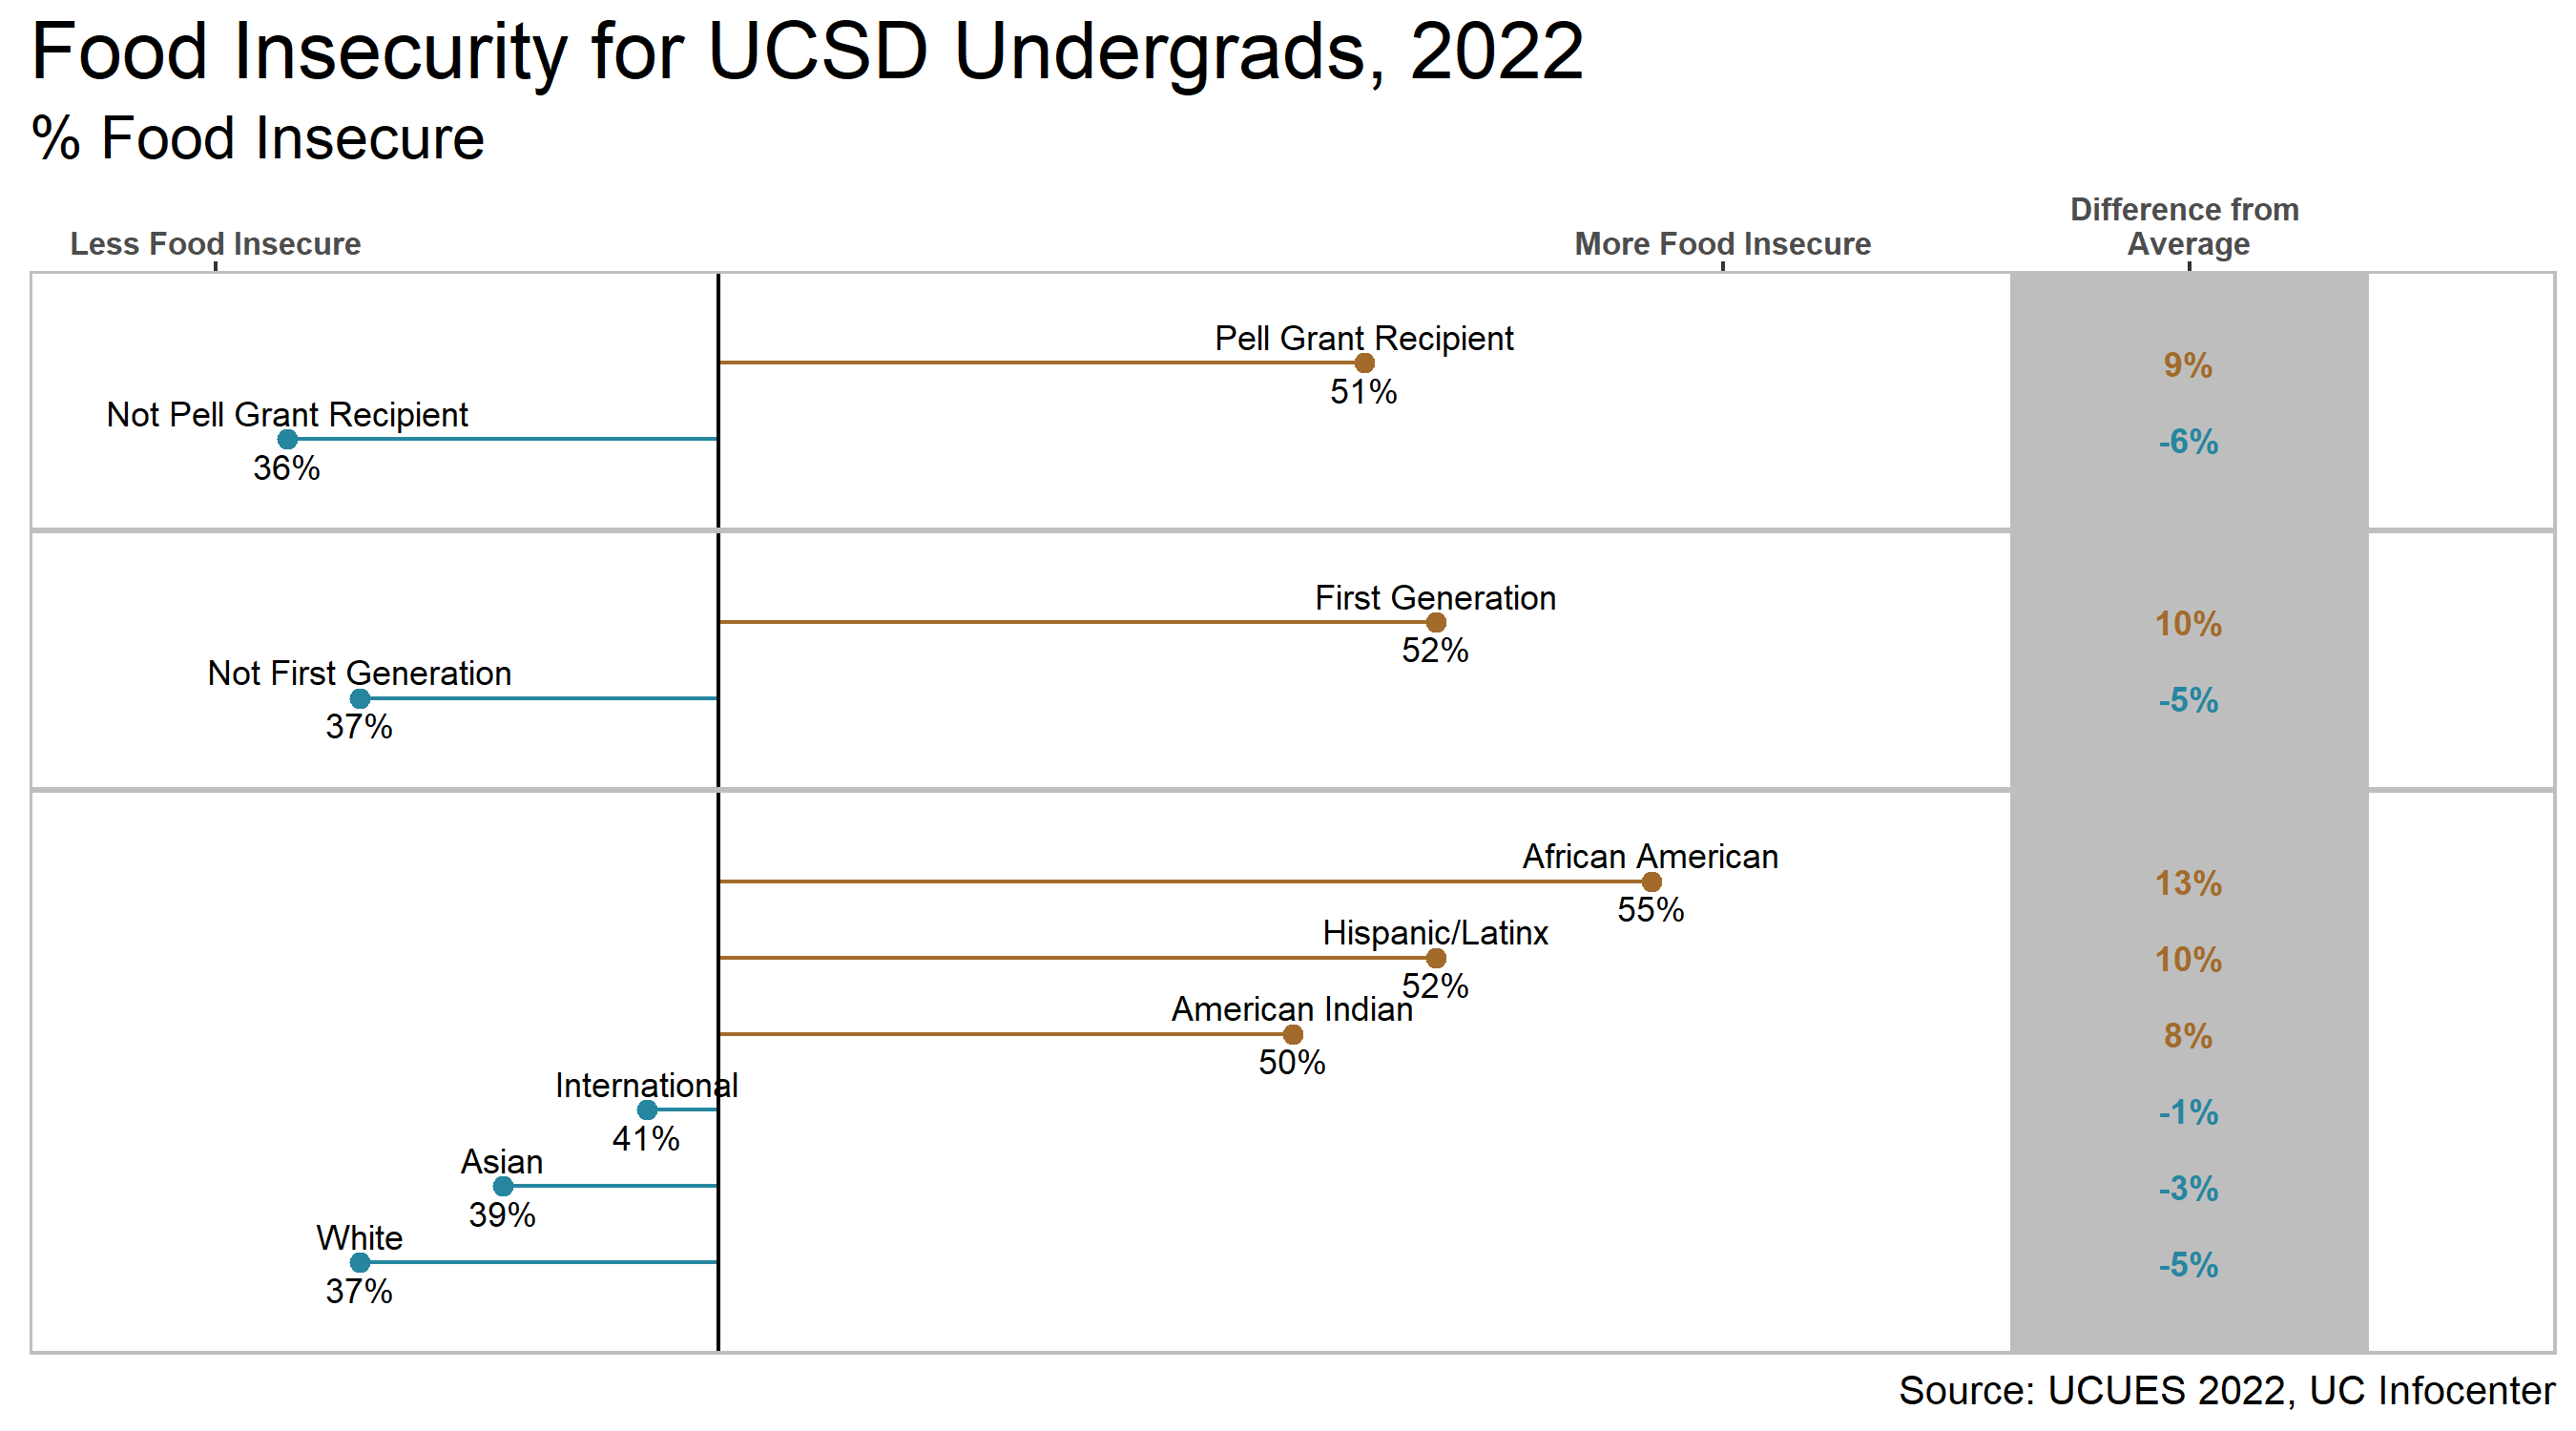 Food Insecurity for UCSD Undergrads, 2022
% Food Insecure
Less Food Insecure
More Food Insecure
Difference from
Average
Pell Grant Recipient
51%
9%
Not Pell Grant Recipient
36%
-6%
First Generation
52%
10%
Not First Generation
37%
-5%
African American
55%
13%
Hispanic/Latinx
52%
10%
American Indian
50%
8%
International
41%
-1%
Asian
39%
-3%
White
37%
-5%
Source: UCUES 2022, UC Infocenter